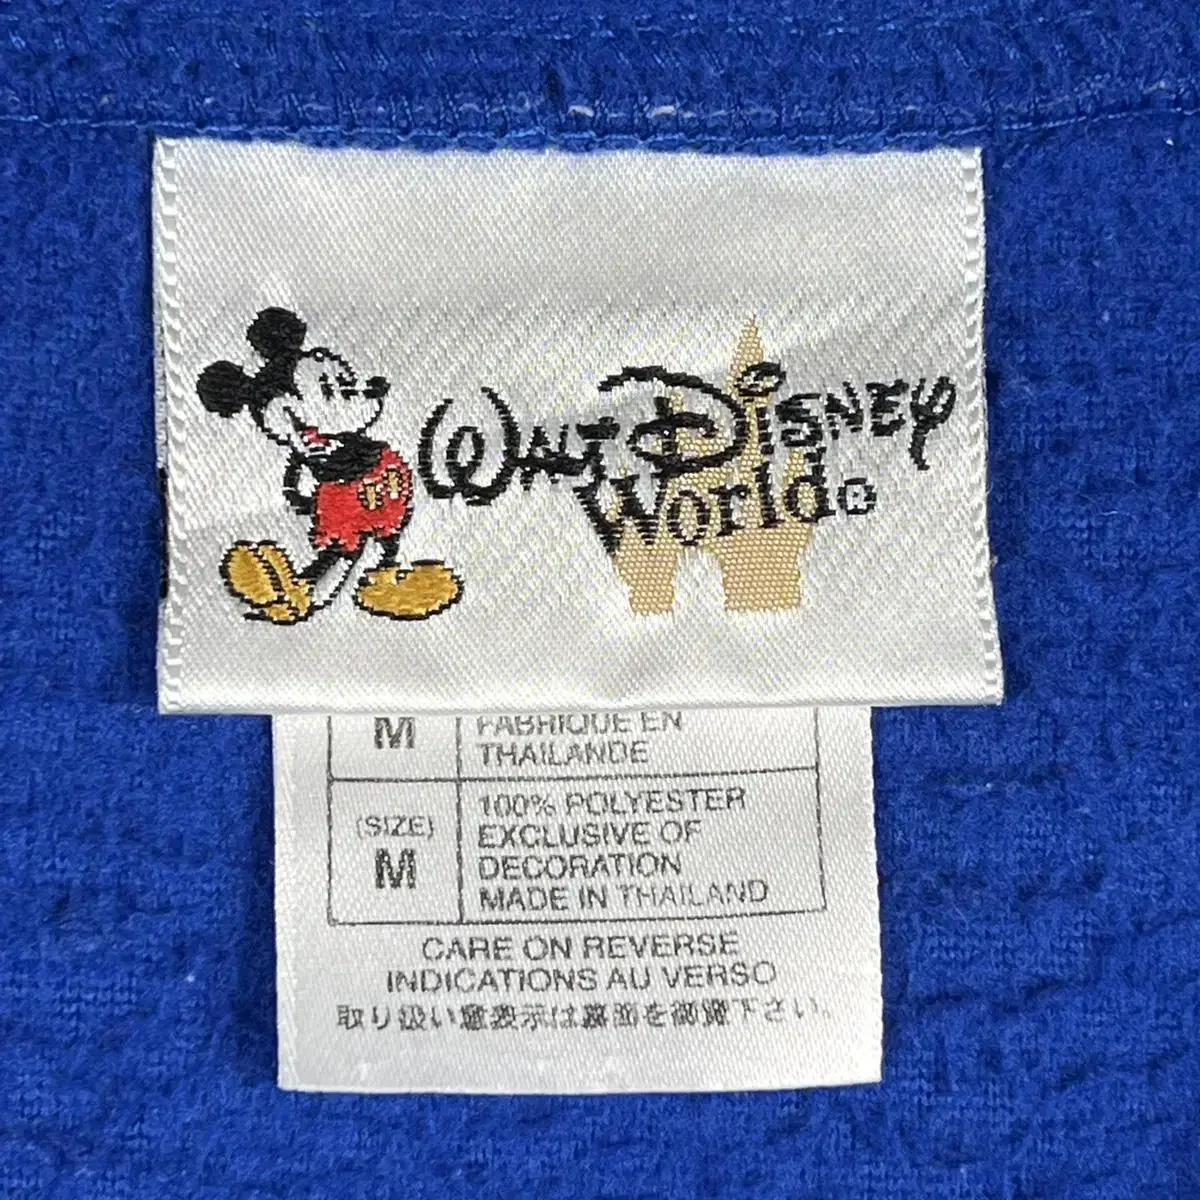 WALT DISNEY
World®
M
FABRIQUE EN
THAILANDE
(SIZE)
M
100% POLYESTER
EXCLUSIVE OF
DECORATION
MADE IN THAILAND
CARE ON REVERSE
INDICATIONS AU VERSO
取り扱い意表示は裏面を御覧下さい。